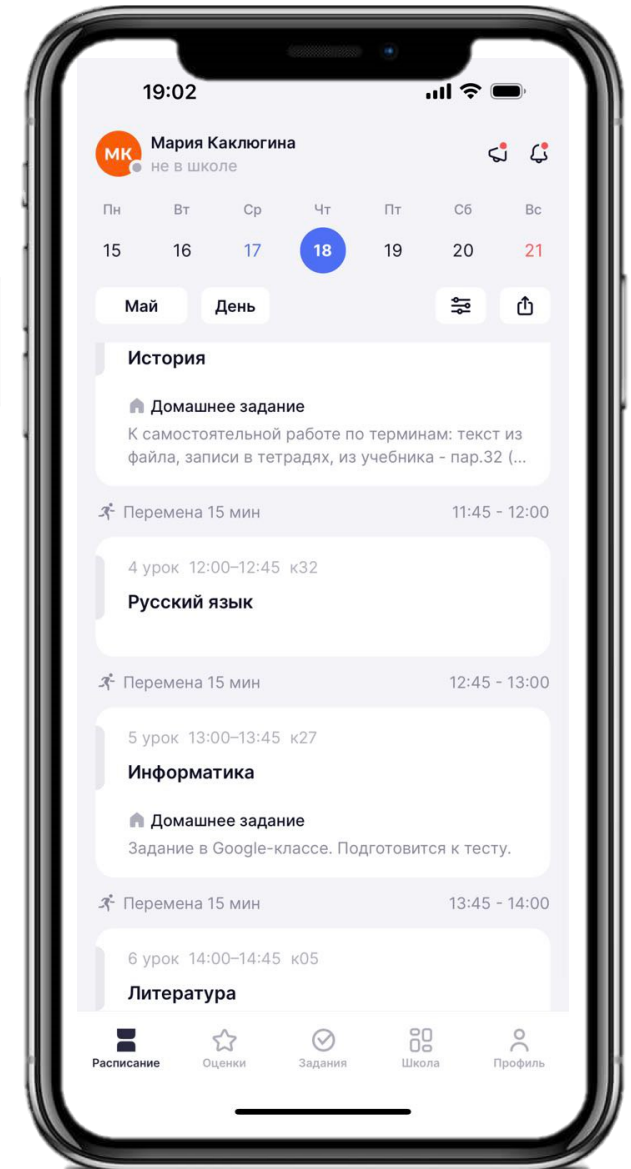 19:02
МК
Мария Каклюгина
не в школе
Пн Вт Ср Чт Пт Сб Вс
15 16 17 18 19 20 21
Май День
История
Домашнее задание
К самостоятельной работе по терминам: текст из
файла, записи в тетрадях, из учебника - пар.32 (...
Перемена 15 мин 11:45 - 12:00
4 урок 12:00–12:45 к32
Русский язык
Перемена 15 мин 12:45 - 13:00
5 урок 13:00–13:45 к27
Информатика
Домашнее задание
Задание в Google-классе. Подготовится к тесту.
Перемена 15 мин 13:45 - 14:00
6 урок 14:00–14:45 к05
Литература
Расписание Оценки Задания Школа Профиль